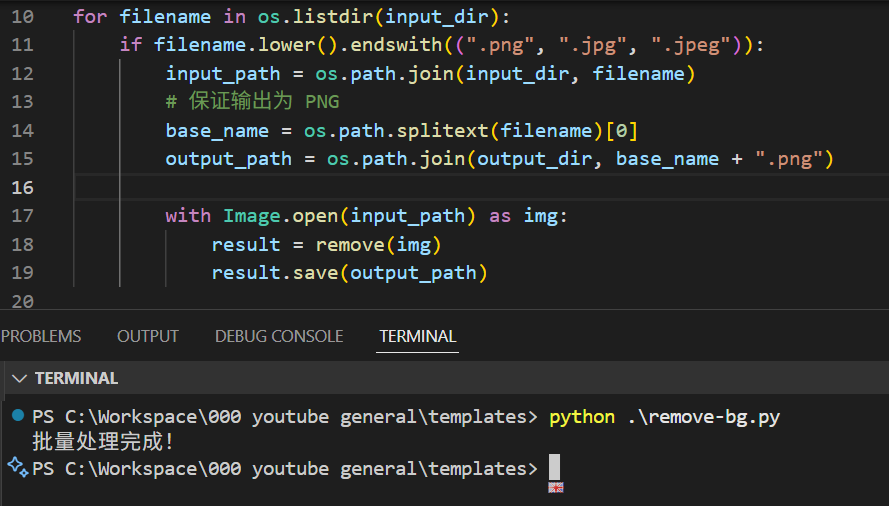 10 for filename in os.listdir(input_dir):
11 if filename.lower().endswith((".png", ".jpg", ".jpeg")):
12 input_path = os.path.join(input_dir, filename)
13 # 保证输出为 PNG
14 base_name = os.path.splitext(filename)[0]
15 output_path = os.path.join(output_dir, base_name + ".png")
16
17 with Image.open(input_path) as img:
18 result = remove(img)
19 result.save(output_path)
20
PROBLEMS OUTPUT DEBUG CONSOLE TERMINAL
TERMINAL
PS C:\Workspace\000 youtube general\templates> python .\remove-bg.py
批量处理完成!
PS C:\Workspace\000 youtube general\templates>